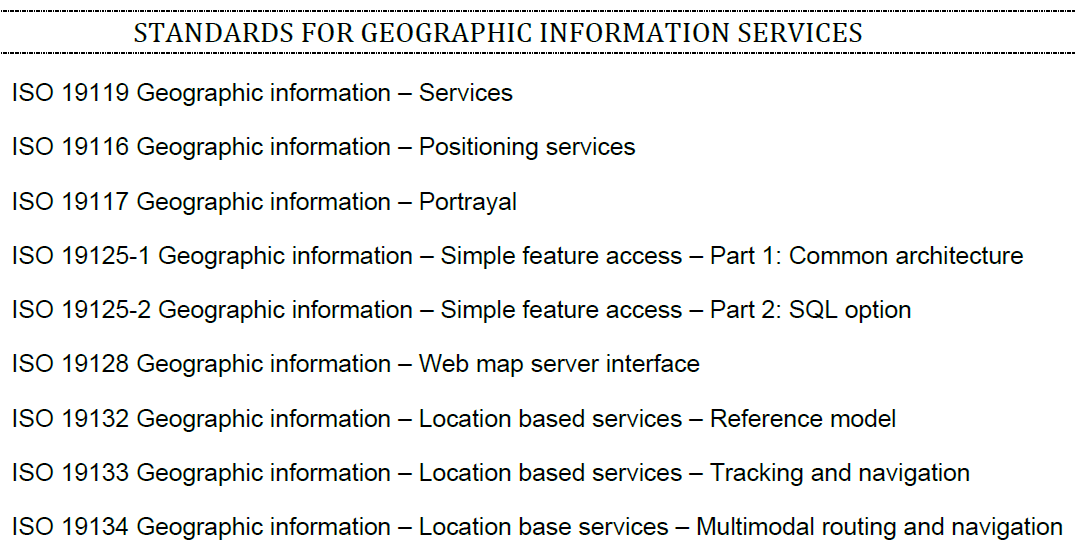 STANDARDS FOR GEOGRAPHIC INFORMATION SERVICES
ISO 19119 Geographic information – Services
ISO 19116 Geographic information – Positioning services
ISO 19117 Geographic information – Portrayal
ISO 19125-1 Geographic information – Simple feature access – Part 1: Common architecture
ISO 19125-2 Geographic information – Simple feature access – Part 2: SQL option
ISO 19128 Geographic information – Web map server interface
ISO 19132 Geographic information – Location based services – Reference model
ISO 19133 Geographic information – Location based services – Tracking and navigation
ISO 19134 Geographic information – Location base services – Multimodal routing and navigation